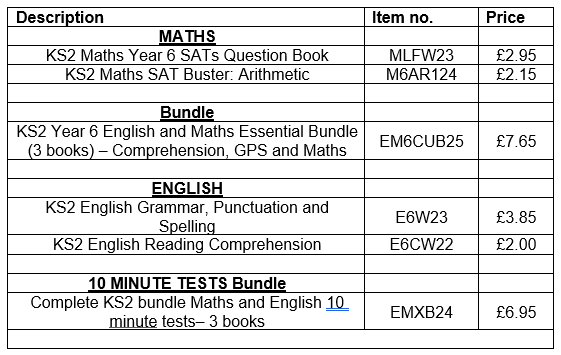 Description Item no. Price
MATHS
KS2 Maths Year 6 SATs Question Book MLFW23 £2.95
KS2 Maths SAT Buster: Arithmetic M6AR124 £2.15
Bundle
KS2 Year 6 English and Maths Essential Bundle
(3 books) – Comprehension, GPS and Maths EM6CUB25 £7.65
ENGLISH
KS2 English Grammar, Punctuation and
Spelling E6W23 £3.85
KS2 English Reading Comprehension E6CW22 £2.00
10 MINUTE TESTS Bundle
Complete KS2 bundle Maths and English 10
minute tests– 3 books EMXB24 £6.95